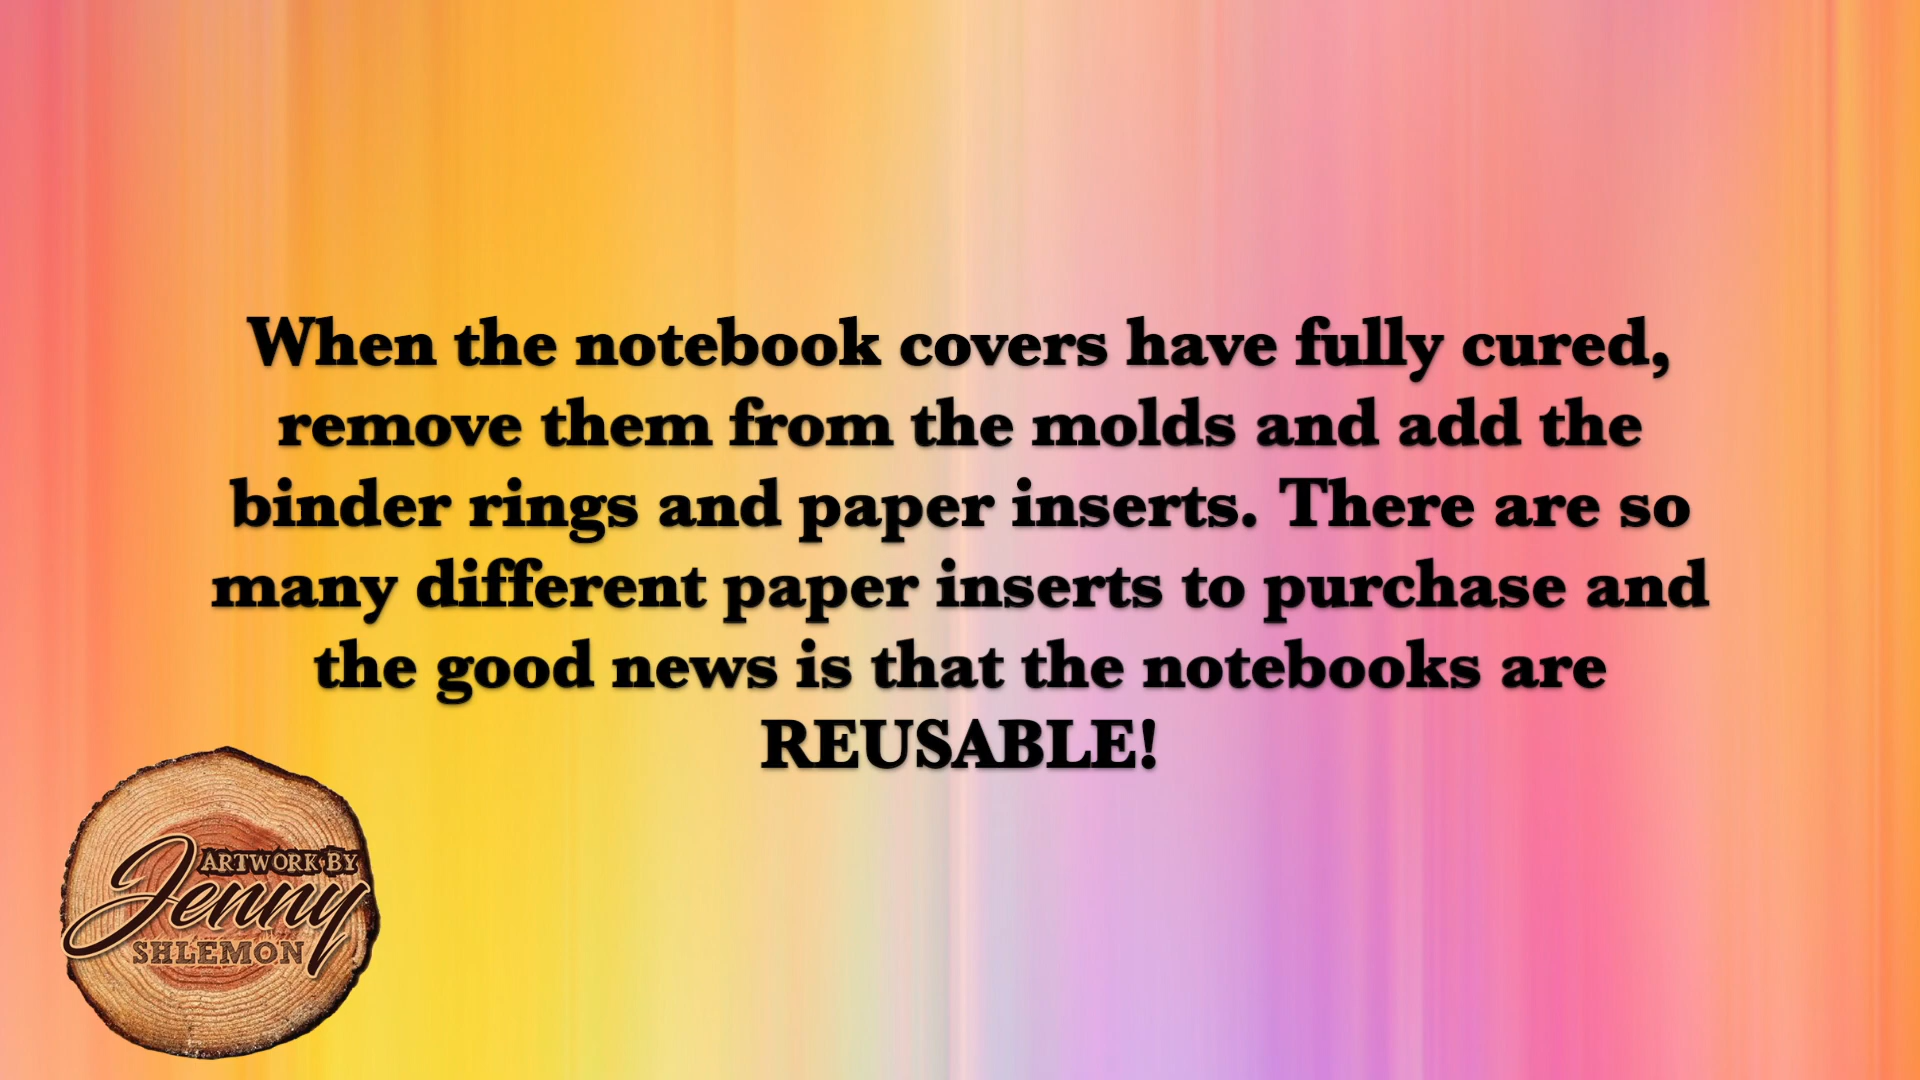 When the notebook covers have fully cured,
remove them from the molds and add the
binder rings and paper inserts. There are so
many different paper inserts to purchase and
the good news is that the notebooks are
REUSABLE!
ARTWORK BY
Jenny
SHLEMON